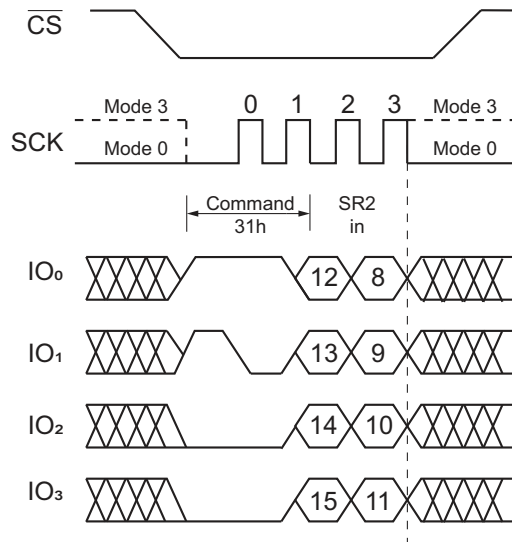 CS
0 1 2 3
Mode 3 Mode 3
SCK
Mode 0 Mode 0
Command SR2
31h in
IO₀ 12 8
IO₁ 13 9
IO₂ 14 10
IO₃ 15 11